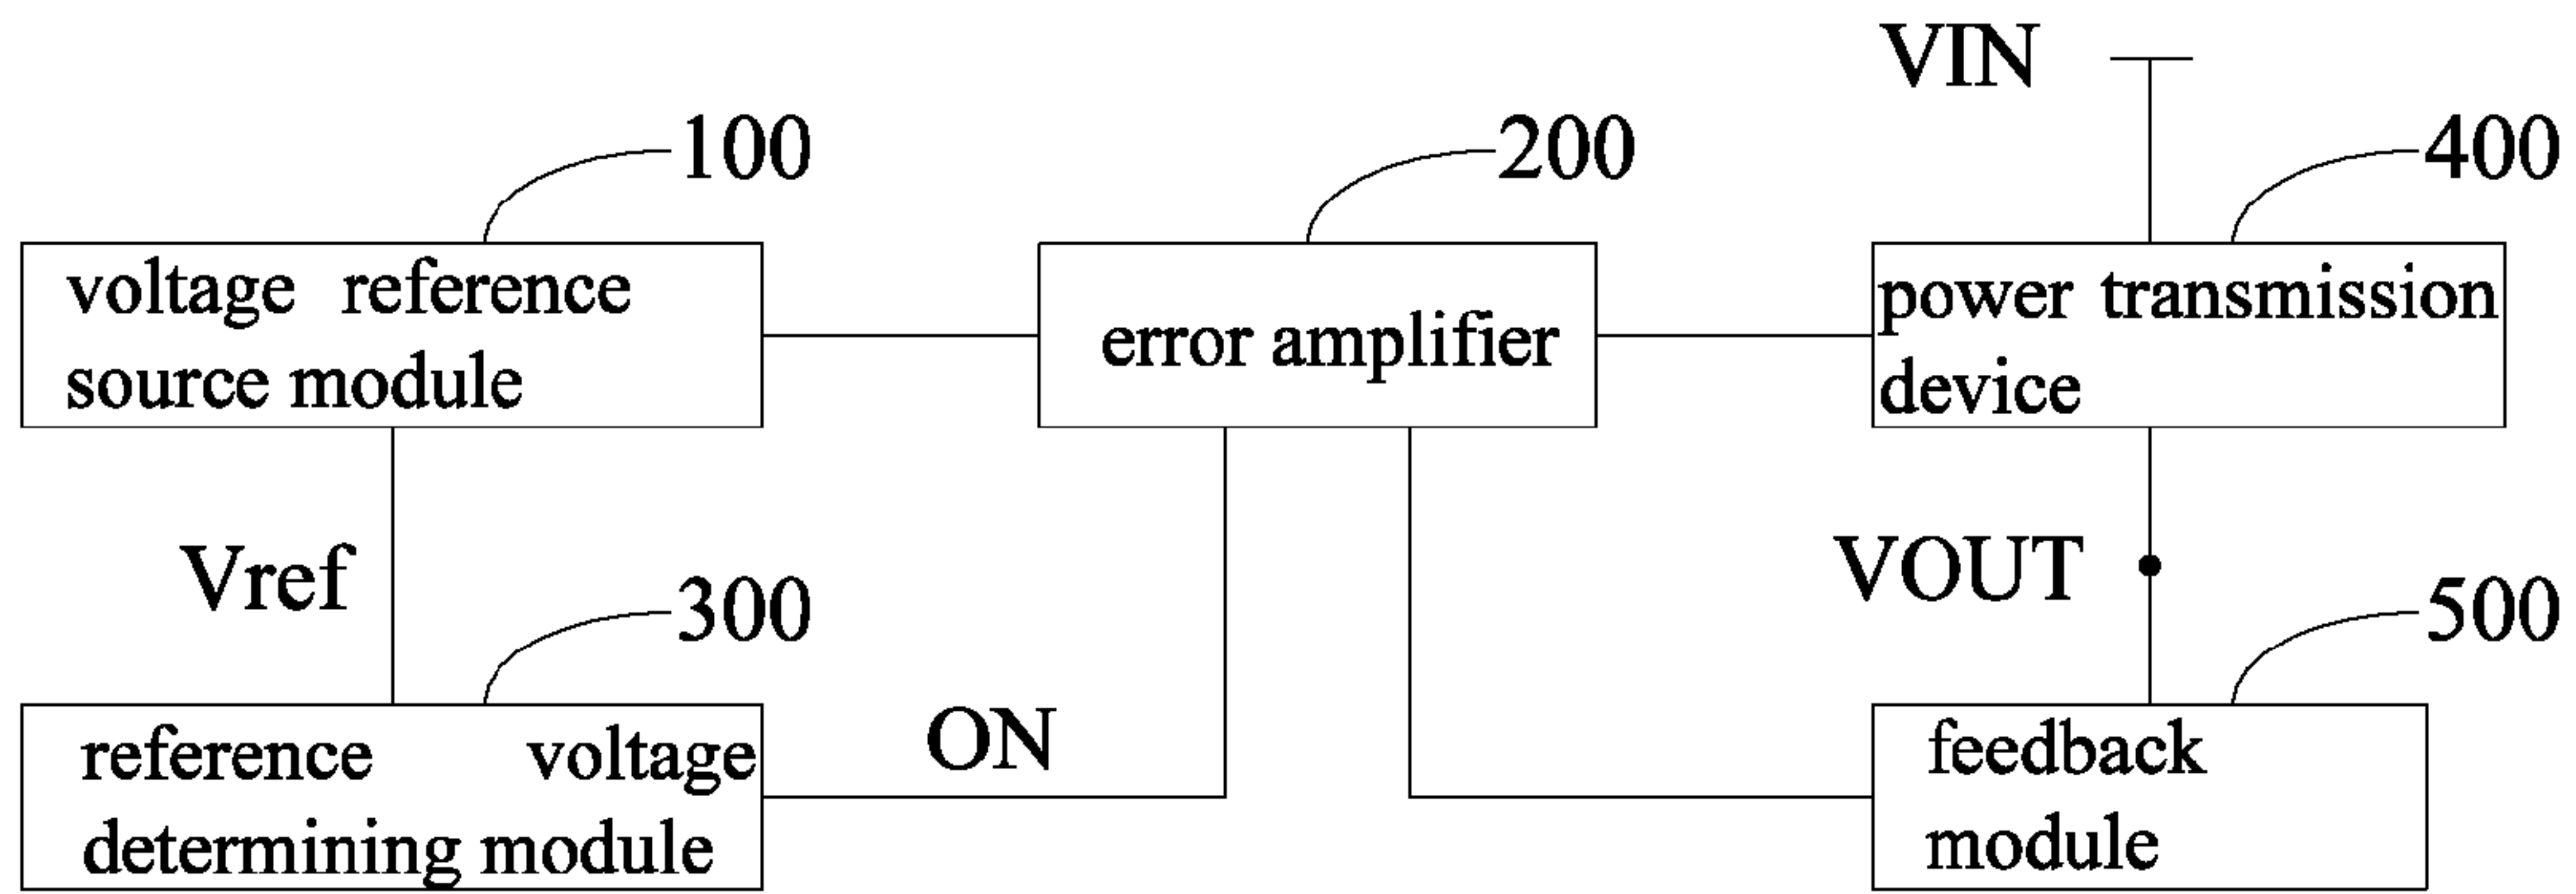 VIN
100
200
400
voltage reference
source module
error amplifier
power transmission
device
Vref
300
VOUT
500
reference voltage
determining module
ON
feedback
module